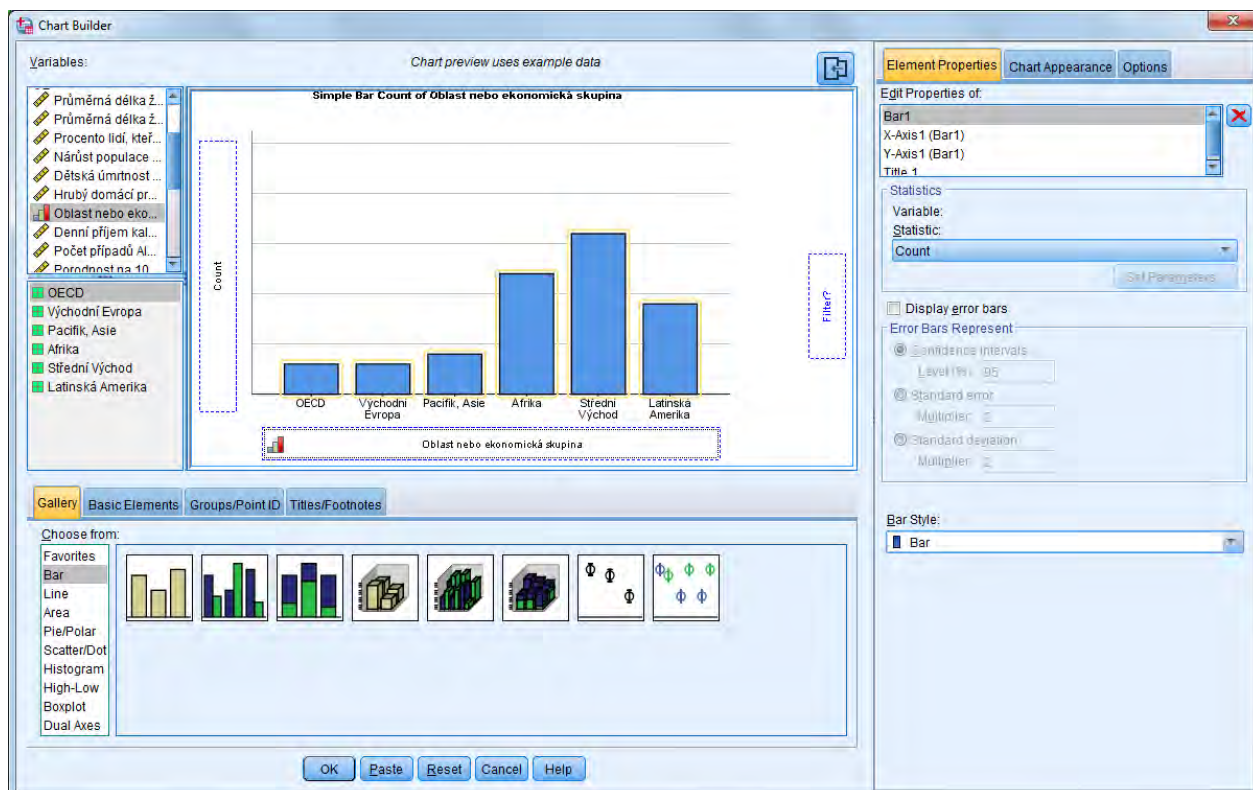 Chart Builder
Variables:
Chart preview uses example data
Průměrná délka ž...
Průměrná délka ž...
Procento lidí, kteř...
Nárůst populace ...
Dětská úmrtnost ...
Hrubý domácí pr...
Oblast nebo eko...
Denní příjem kal...
Počet případů AI...
Porodnost na 10
OECD
Východní Evropa
Pacifik, Asie
Afrika
Střední Východ
Latinská Amerika
Simple Bar Count of Oblast nebo ekonomická skupina
Count
Filter?
OECD
Východní Evropa
Pacifik, Asie
Afrika
Střední Východ
Latinská Amerika
Oblast nebo ekonomická skupina
Gallery
Basic Elements
Groups/Point ID
Titles/Footnotes
Choose from:
Favorites
Bar
Line
Area
Pie/Polar
Scatter/Dot
Histogram
High-Low
Boxplot
Dual Axes
OK
Paste
Reset
Cancel
Help
Element Properties
Chart Appearance
Options
Edit Properties of:
Bar1
X-Axis1 (Bar1)
Y-Axis1 (Bar1)
Title 1
Statistics
Variable:
Statistic:
Count
Set Parameters...
Display error bars
Error Bars Represent
Confidence intervals
Level (%): 95
Standard error
Multiplier: 2
Standard deviation
Multiplier: 2
Bar Style:
Bar